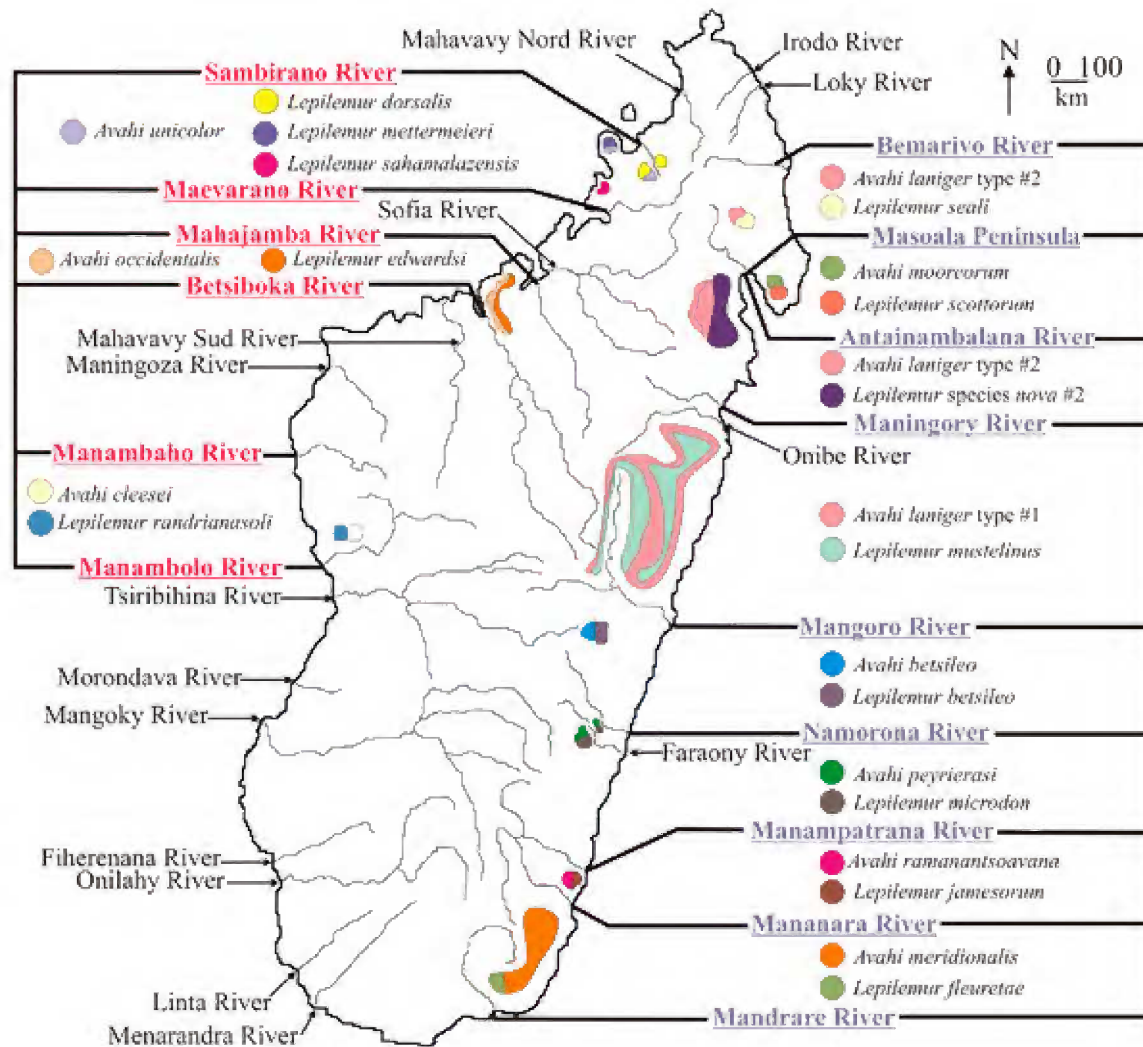 Mahavavy Nord River
Irodo River
Loky River
N
0 100
km
Sambirano River
Lepilemur dorsalis
Avahi unicolor
Lepilemur mettermeieri
Lepilemur sahamalazensis
Maevarano River
Sofia River
Mahajamba River
Avahi occidentalis
Lepilemur edwardsi
Betsiboka River
Mahavavy Sud River
Maningoza River
Manambaho River
Avahi cleesei
Lepilemur randrianasoli
Manambolo River
Tsiribihina River
Morondava River
Mangoky River
Fiherenana River
Onilahy River
Linta River
Menarandra River
Bemarivo River
Avahi laniger type #2
Lepilemur seali
Masoala Peninsula
Avahi moorcorum
Lepilemur scottorum
Antainambalana River
Avahi laniger type #2
Lepilemur species nova #2
Maningory River
Onibe River
Avahi laniger type #1
Lepilemur mustelinus
Mangoro River
Avahi betsileo
Lepilemur betsileo
Namorona River
Faraony River
Avahi peyrierasi
Lepilemur microdon
Manampatrana River
Avahi ramanantsoavana
Lepilemur jamesorum
Mananara River
Avahi meridionalis
Lepilemur fleuretae
Mandrare River